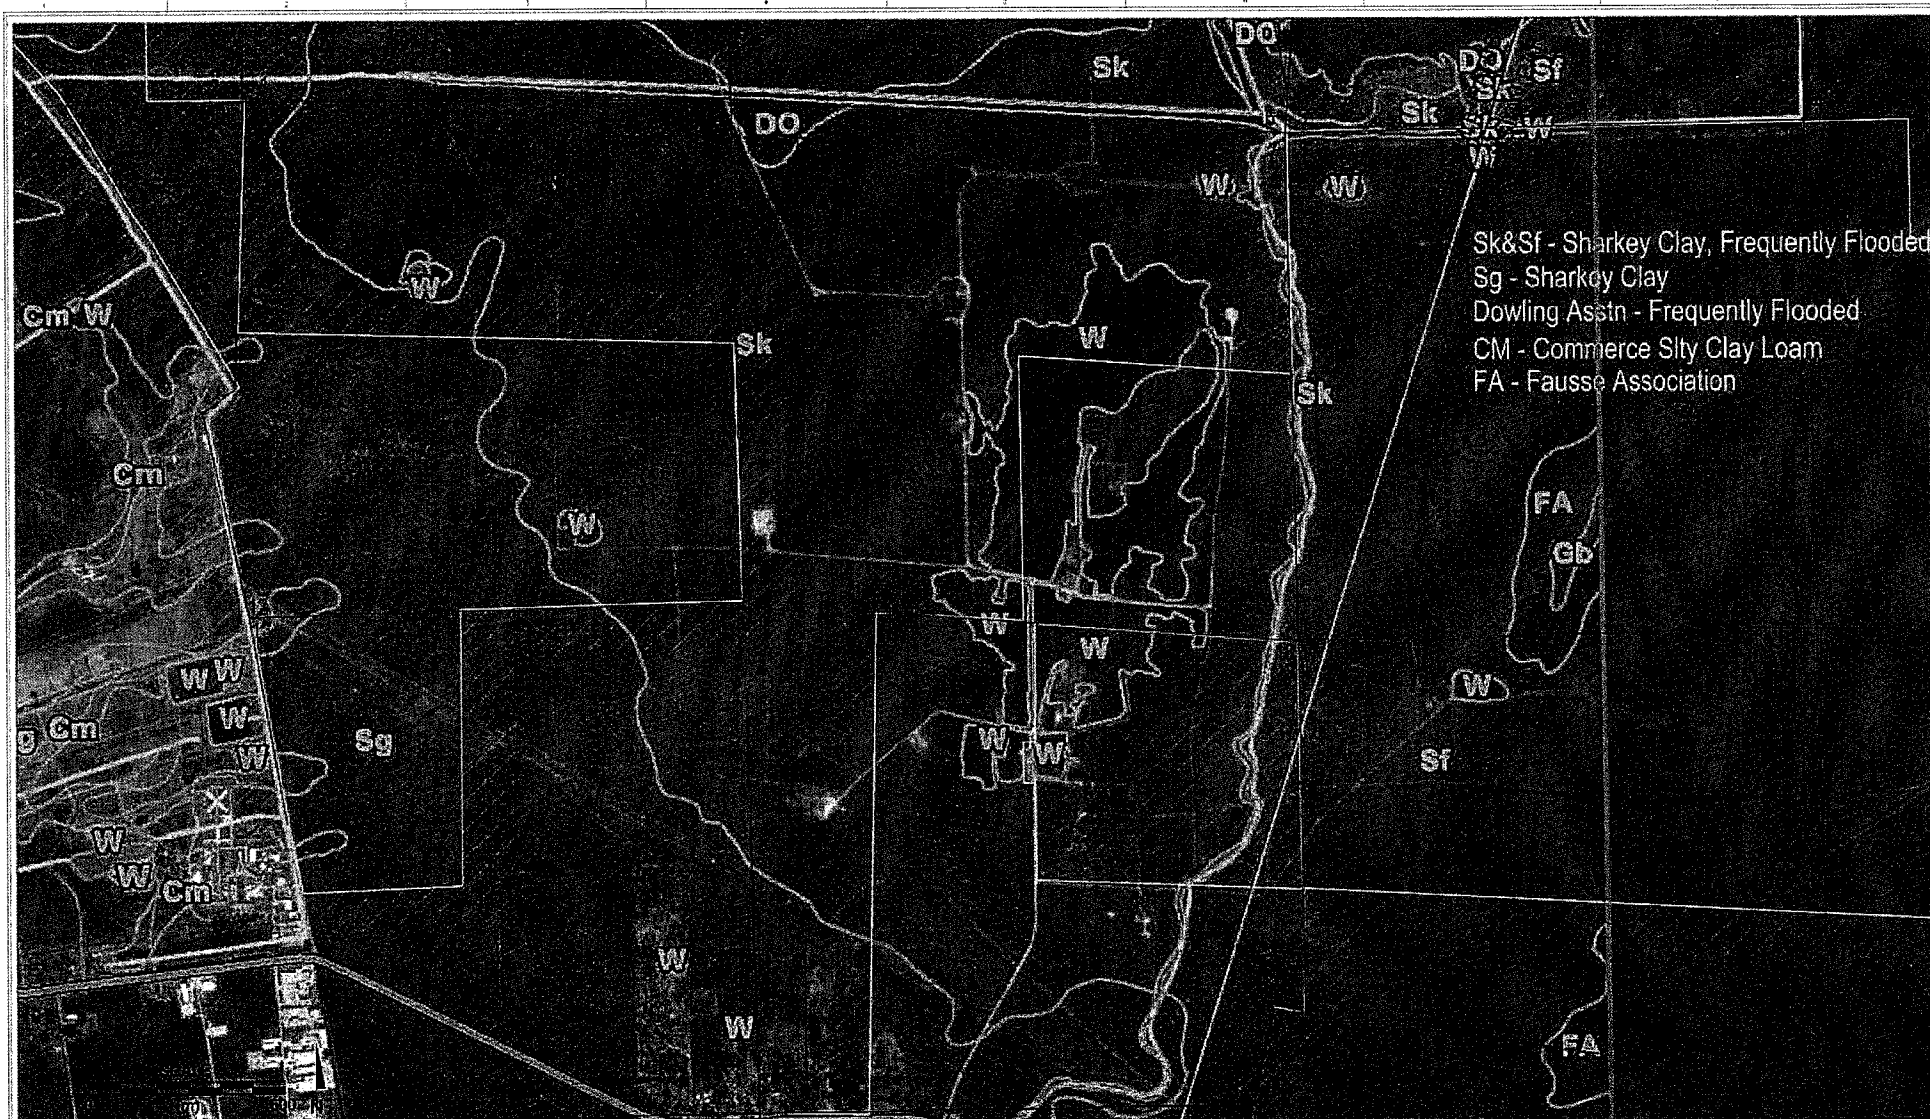 DO
DO
Sf
Sk
Sk
Sk
DO
Sk W
W
W
W
Sk&Sf - Sharkey Clay, Frequently Flooded
Sg - Sharkey Clay
Dowling Asstn - Frequently Flooded
CM - Commerce Slty Clay Loam
FA - Fausse Association
W
Cm W
W
Sk
Sk
Cm
FA
W
Gb
W
W
W W
W
W
g Cm
Sg
W
W
W
Sf
W
W
Cm
W
W
FA